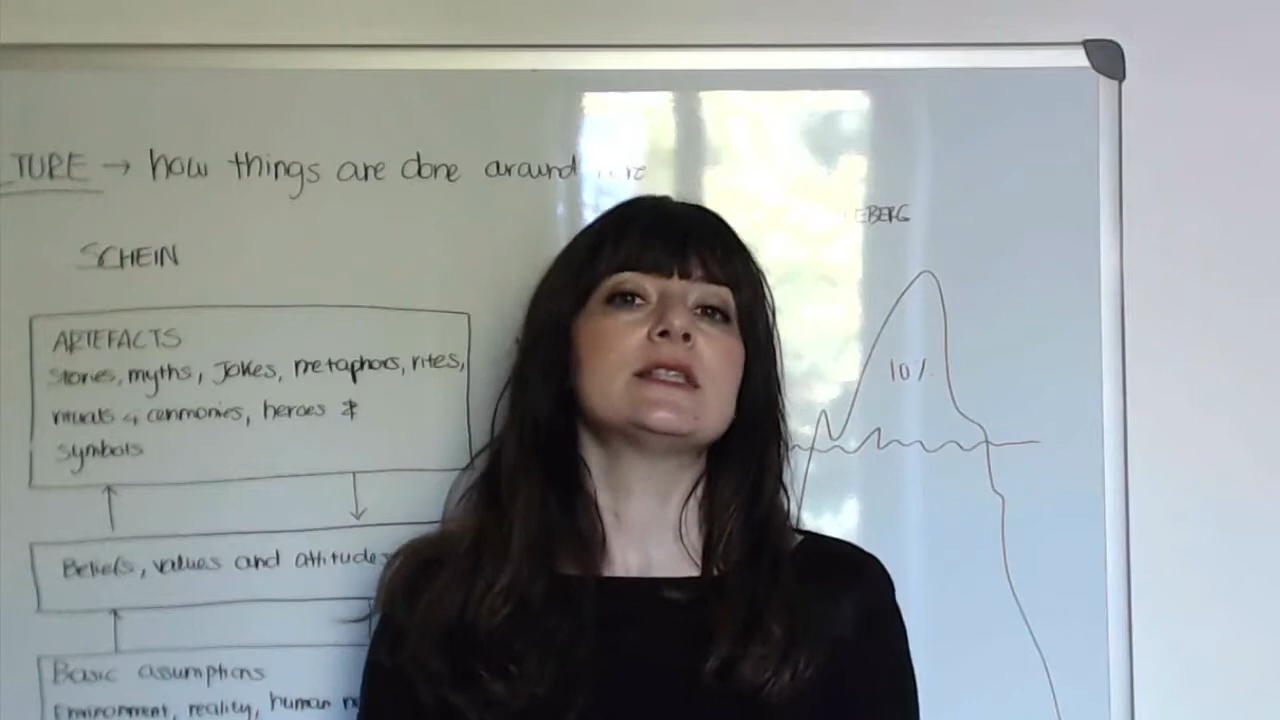 TURE → how things are done around
SCHEIN
EBERG
ARTEFACTS
Stories, myths, Jokes, metaphors, rites,
rituals & ceremonies, heroes &
symbols
10%
Beliefs, values and attitudes
Basic assumptions
Environment, reality, human